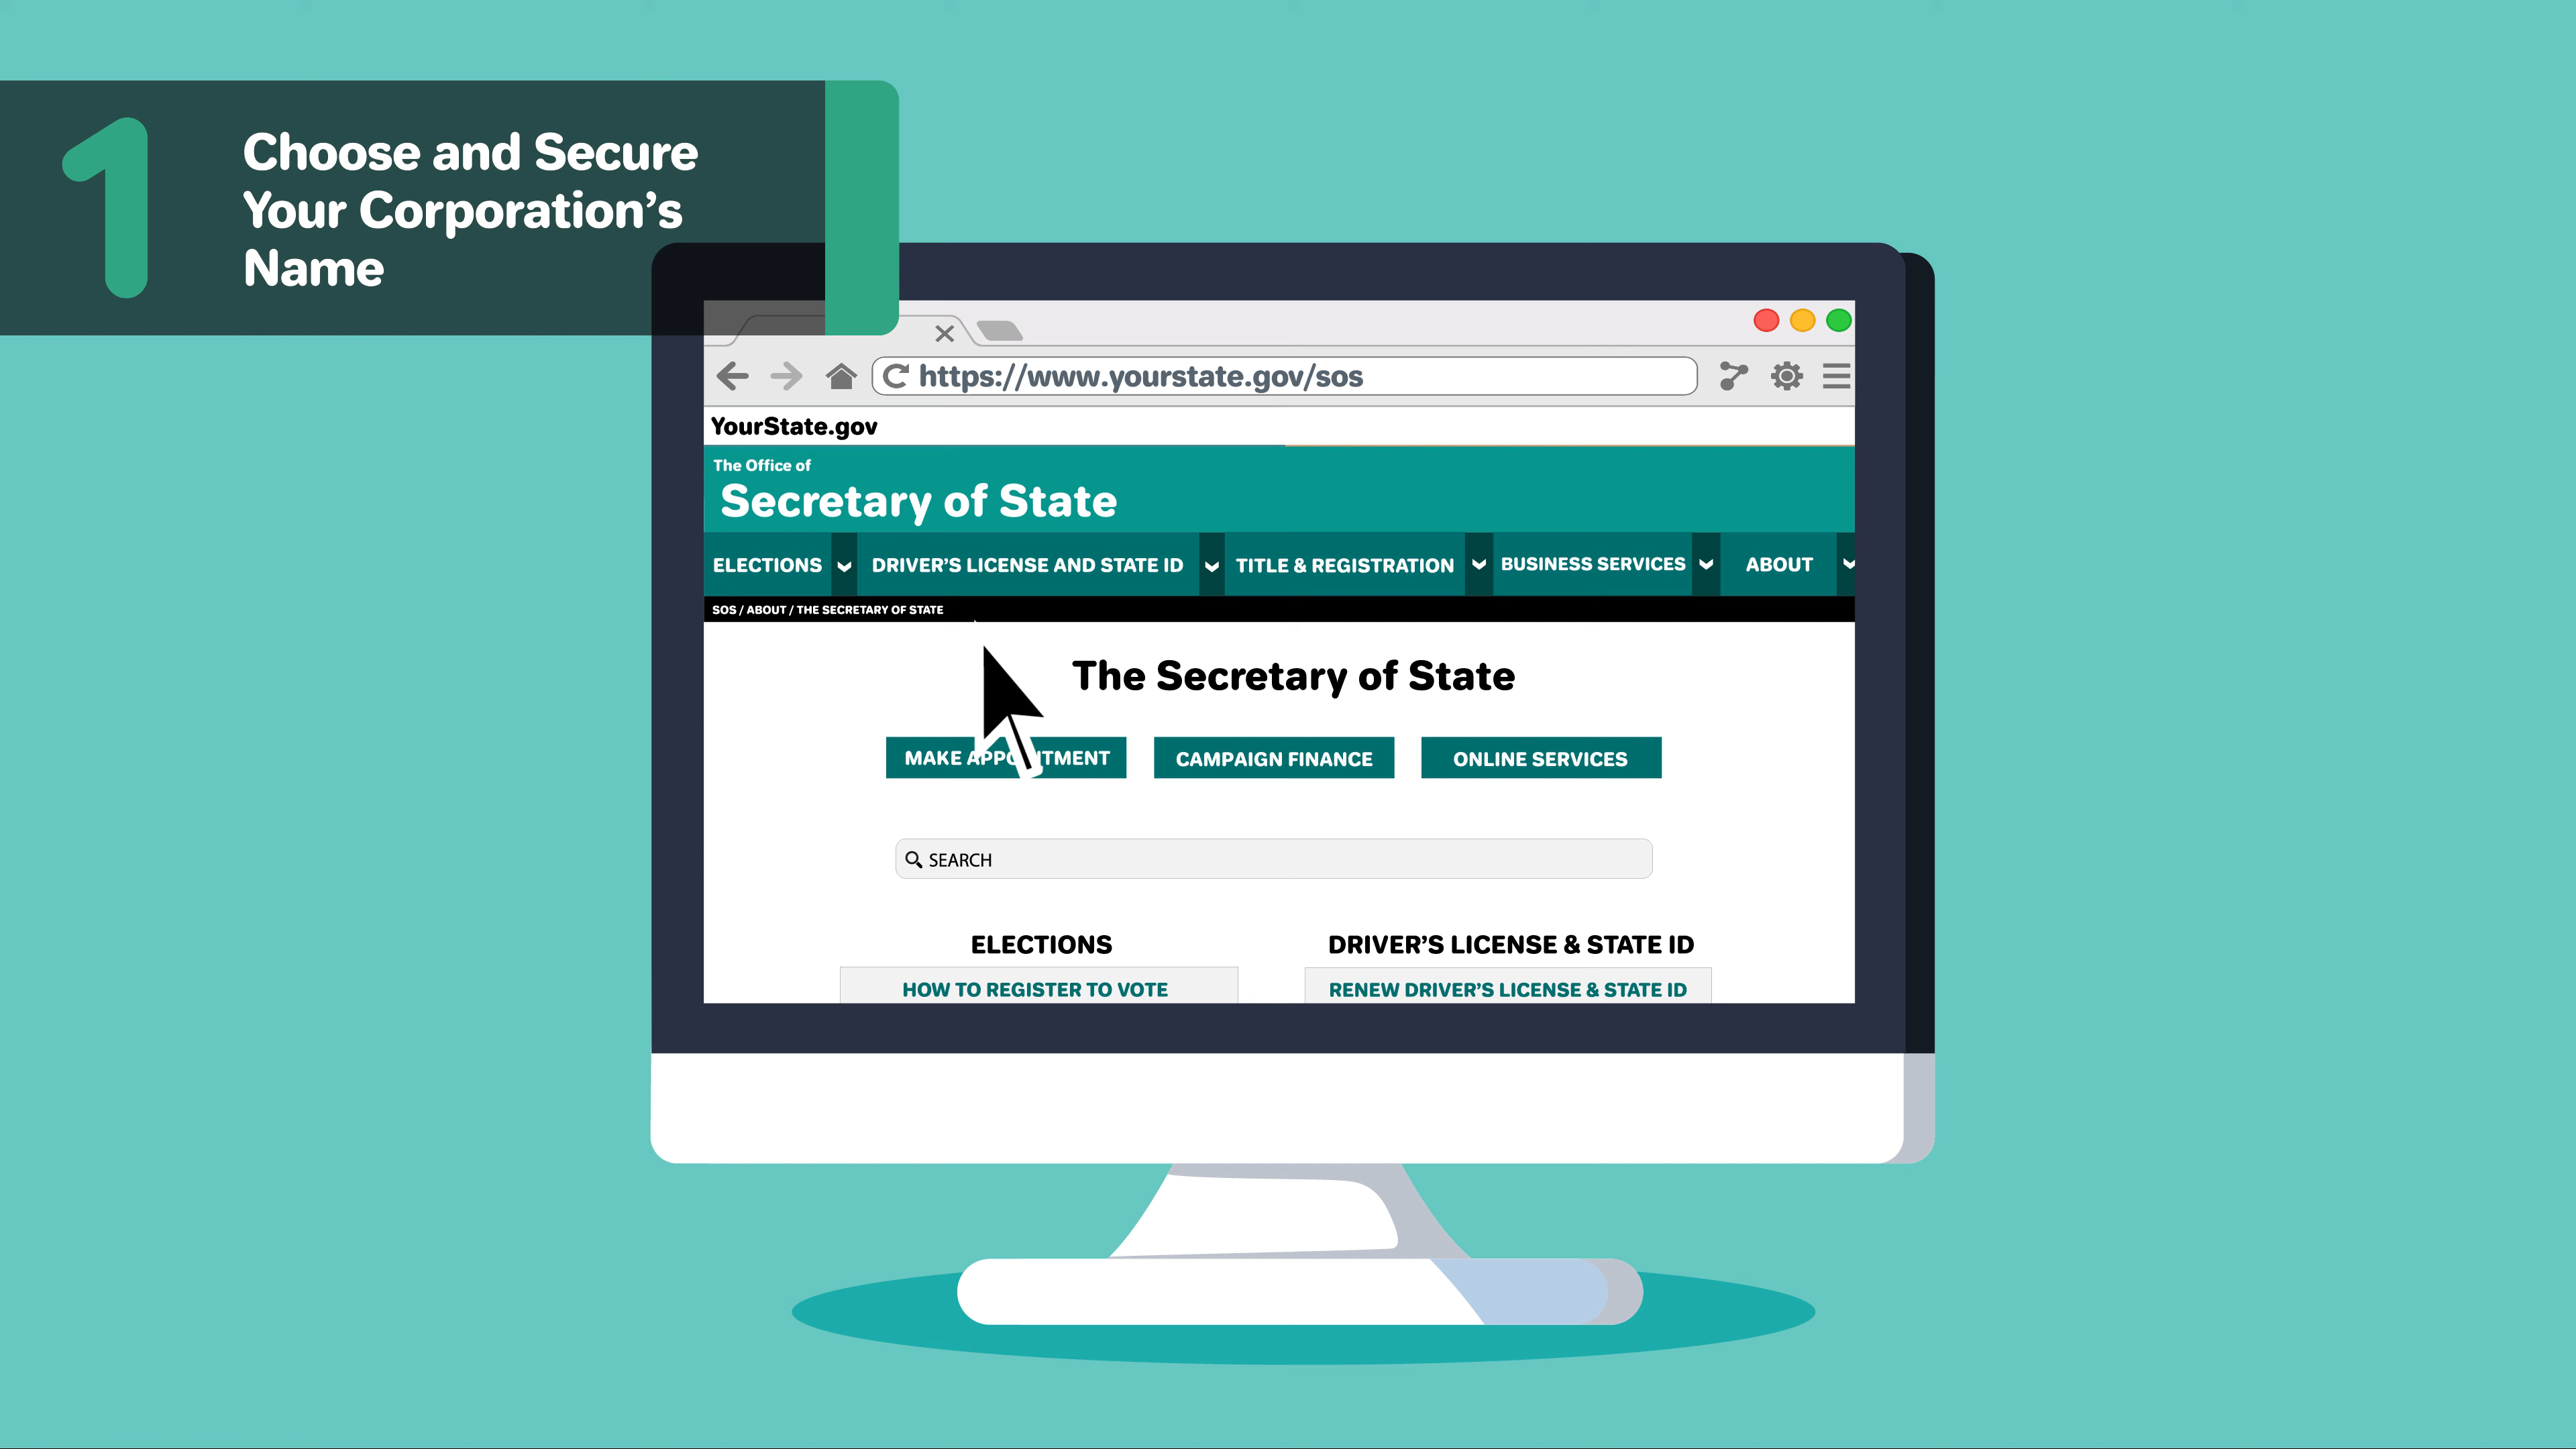 1
Choose and Secure
Your Corporation's
Name
https://www.yourstate.gov/sos
YourState.gov
The Office of
Secretary of State
ELECTIONS DRIVER'S LICENSE AND STATE ID TITLE & REGISTRATION BUSINESS SERVICES ABOUT
SOS / ABOUT / THE SECRETARY OF STATE
The Secretary of State
MAKE APPOINTMENT CAMPAIGN FINANCE ONLINE SERVICES
SEARCH
ELECTIONS DRIVER'S LICENSE & STATE ID
HOW TO REGISTER TO VOTE RENEW DRIVER'S LICENSE & STATE ID